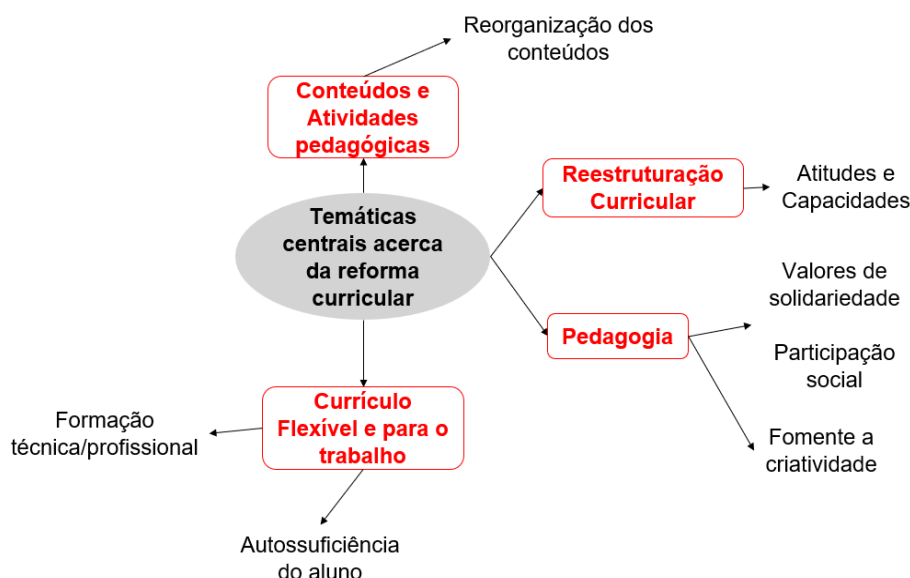 Reorganização dos
conteúdos
Conteúdos e
Atividades
pedagógicas
Reestruturação
Curricular
Atitudes e
Capacidades
Temáticas
centrais acerca
da reforma
curricular
Valores de
solidariedade
Pedagogia
Participação
social
Currículo
Flexível e para o
trabalho
Formação
técnica/profissional
Fomente a
criatividade
Autossuficiência
do aluno